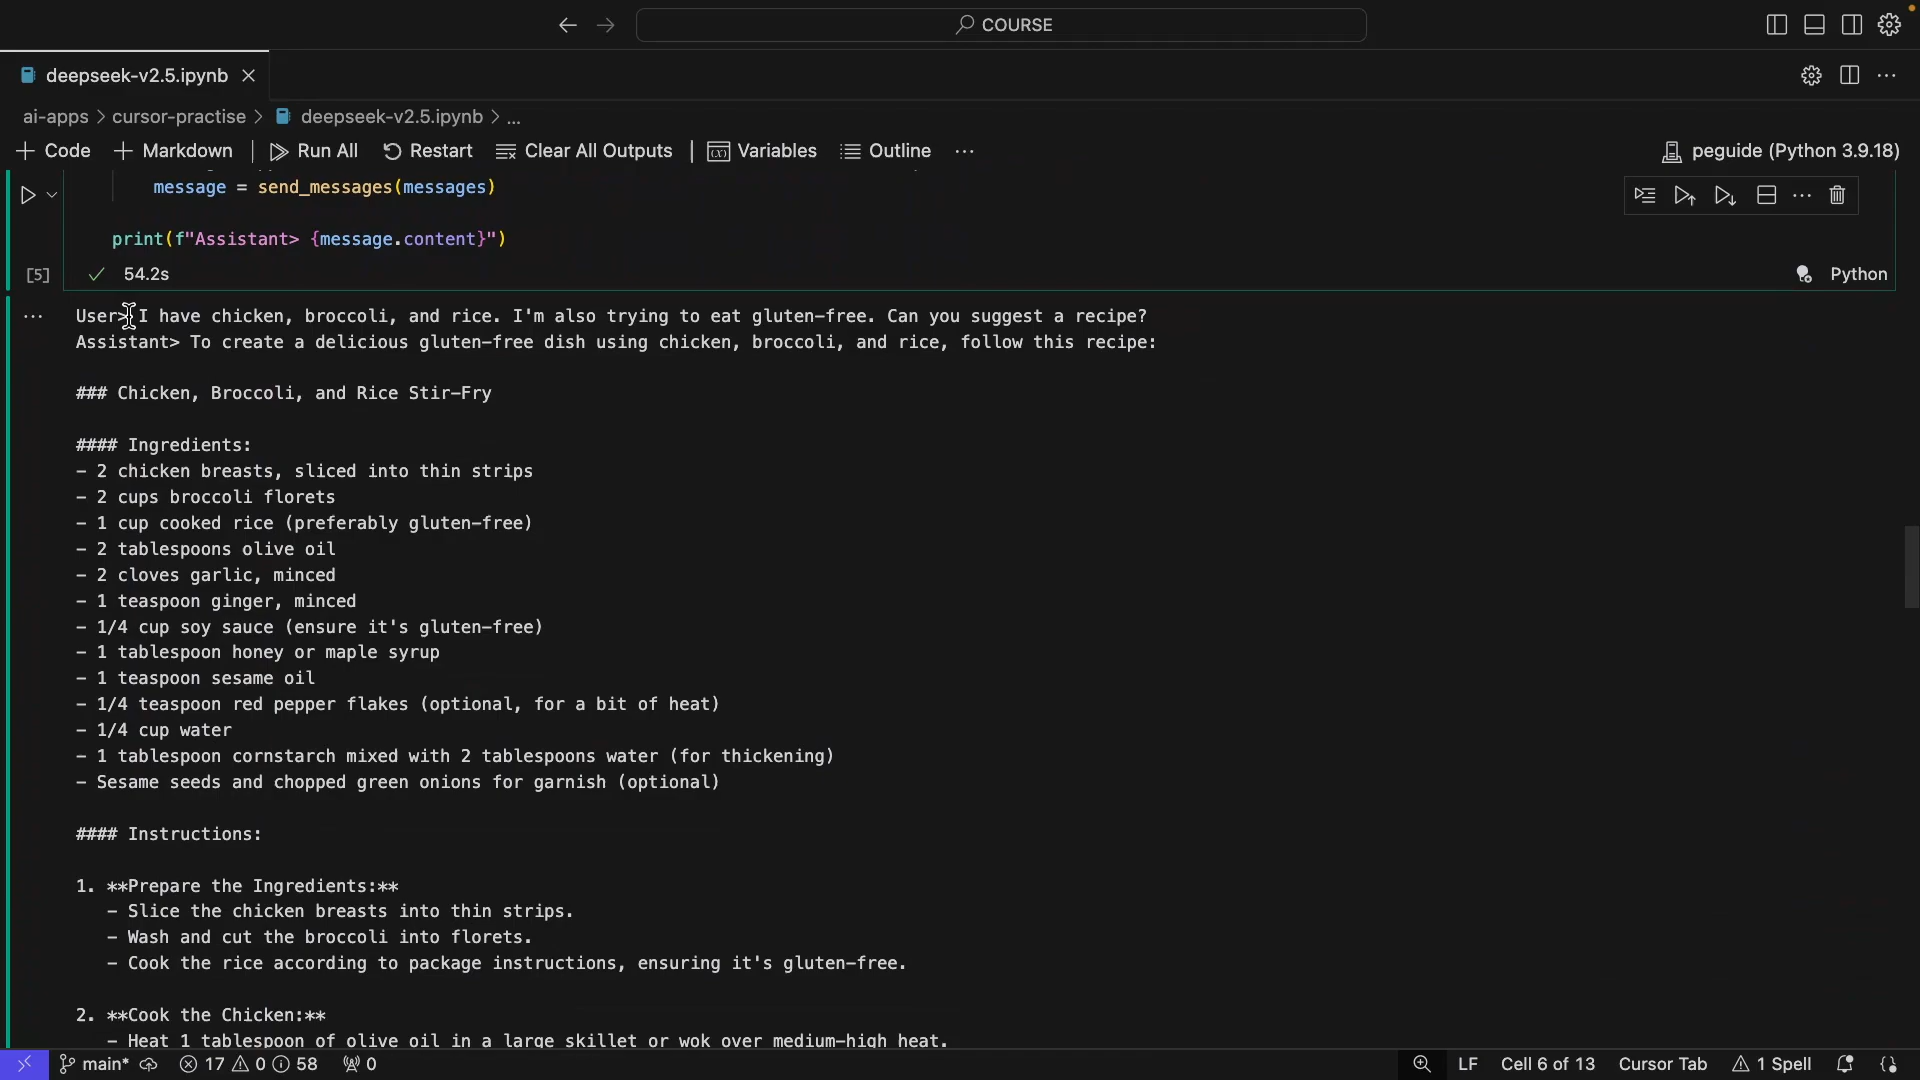 COURSE
deepseek-v2.5.ipynb
ai-apps > cursor-practise > deepseek-v2.5.ipynb > ...
+ Code + Markdown | Run All Restart Clear All Outputs | Variables Outline ... peguide (Python 3.9.18)
message = send_messages(messages)
print(f"Assistant> {message.content}")
[5] 54.2s Python
User> I have chicken, broccoli, and rice. I'm also trying to eat gluten-free. Can you suggest a recipe?
Assistant> To create a delicious gluten-free dish using chicken, broccoli, and rice, follow this recipe:
### Chicken, Broccoli, and Rice Stir-Fry
#### Ingredients:
- 2 chicken breasts, sliced into thin strips
- 2 cups broccoli florets
- 1 cup cooked rice (preferably gluten-free)
- 2 tablespoons olive oil
- 2 cloves garlic, minced
- 1 teaspoon ginger, minced
- 1/4 cup soy sauce (ensure it's gluten-free)
- 1 tablespoon honey or maple syrup
- 1 teaspoon sesame oil
- 1/4 teaspoon red pepper flakes (optional, for a bit of heat)
- 1/4 cup water
- 1 tablespoon cornstarch mixed with 2 tablespoons water (for thickening)
- Sesame seeds and chopped green onions for garnish (optional)
#### Instructions:
1. **Prepare the Ingredients:**
- Slice the chicken breasts into thin strips.
- Wash and cut the broccoli into florets.
- Cook the rice according to package instructions, ensuring it's gluten-free.
2. **Cook the Chicken:**
- Heat 1 tablespoon of olive oil in a large skillet or wok over medium-high heat.
main* 17 0 58 0 LF Cell 6 of 13 Cursor Tab 1 Spell